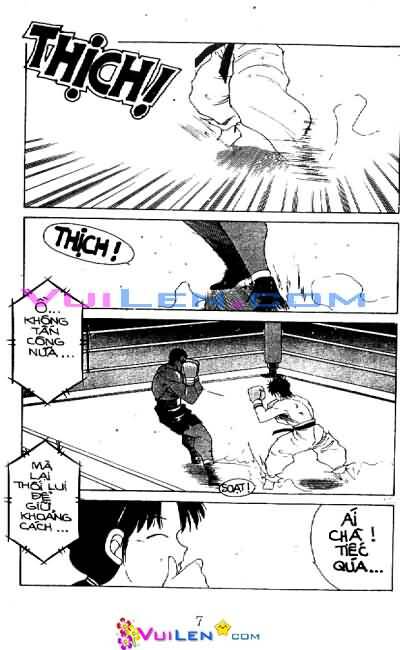 THỊCH!
THỊCH!
VUILEN.COM
Ồ...
KHÔNG
TẤN
CÔNG
NỮA...
SOẠT!
MÀ
LẠI
THỐI LUI
ĐỂ
GIỮ
KHOẢNG
CÁCH...
ÁI
CHÀ!
TIẾC
QUÁ...
7
VUILEN.COM